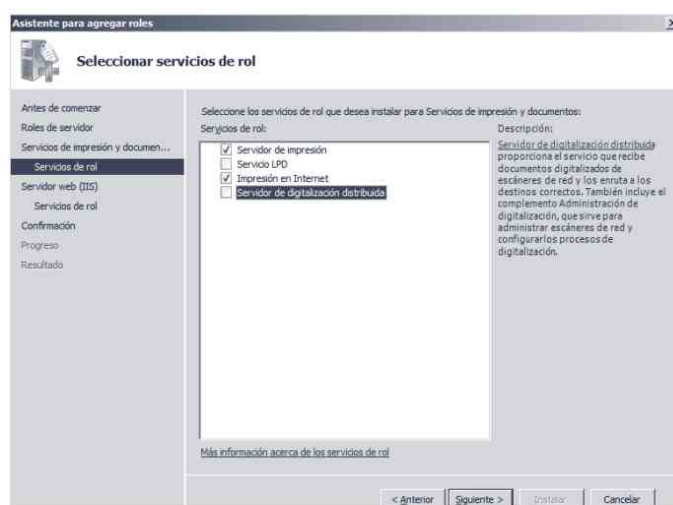 Asistente para agregar roles
Seleccionar servicios de rol
Antes de comenzar
Roles de servidor
Servicios de impresión y documen...
Servicios de rol
Servidor web (IIS)
Servicios de rol
Confirmación
Progreso
Resultado
Seleccione los servicios de rol que desea instalar para Servicios de impresión y documentos:
Servicios de rol:
Servidor de impresión
Servicio LPD
Impresión en Internet
Servidor de digitalización distribuida
Más información acerca de los servicios de rol
Descripción:
Servidor de digitalización distribuida
proporciona el servicio que recibe
documentos digitalizados de
escáneres de red y los enruta a los
destinos correctos. También incluye el
complemento Administración de
digitalización, que sirve para
administrar escáneres de red y
configurarlos procesos de
digitalización.
< Anterior
Siguiente >
Instalar
Cancelar